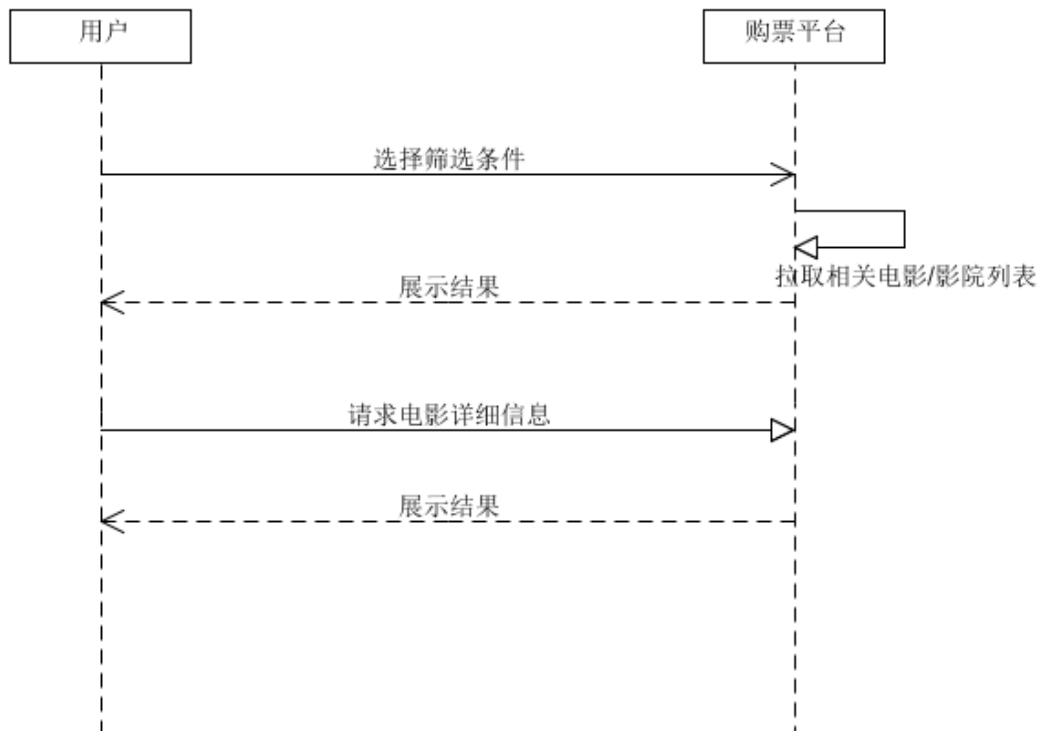 用户
购票平台
选择筛选条件
拉取相关电影/影院列表
展示结果
请求电影详细信息
展示结果